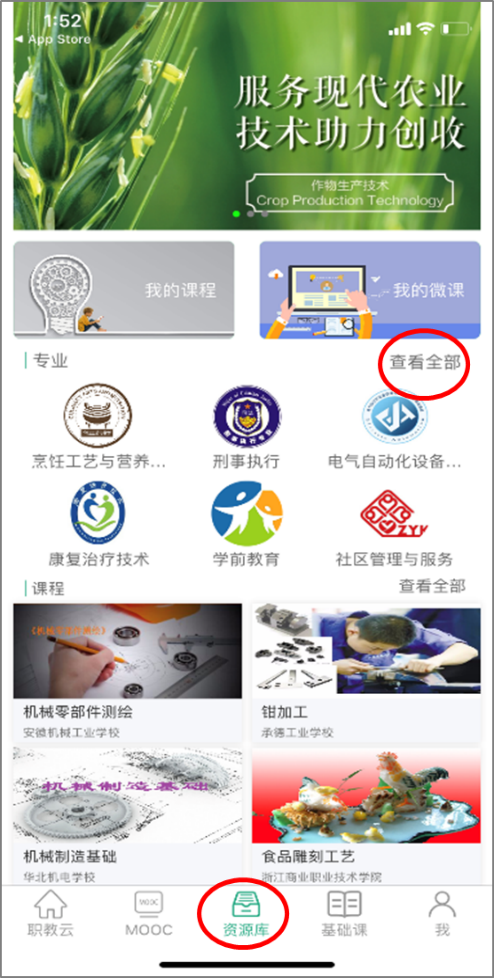 1:52
App Store
服务现代农业
技术助力创收
作物生产技术
Crop Production Technology
我的课程
我的微课
专业
查看全部
烹饪工艺与营养...
刑事执行
电气自动化设备...
ZYK
康复治疗技术
学前教育
社区管理与服务
课程
查看全部
机械零部件测绘
安徽机械工业学校
钳加工
承德工业学校
机械制造基础
机械制造基础
华北机电学校
食品雕刻工艺
浙江商业职业技术学院
MOOC
职教云
MOOC
资源库
基础课
我